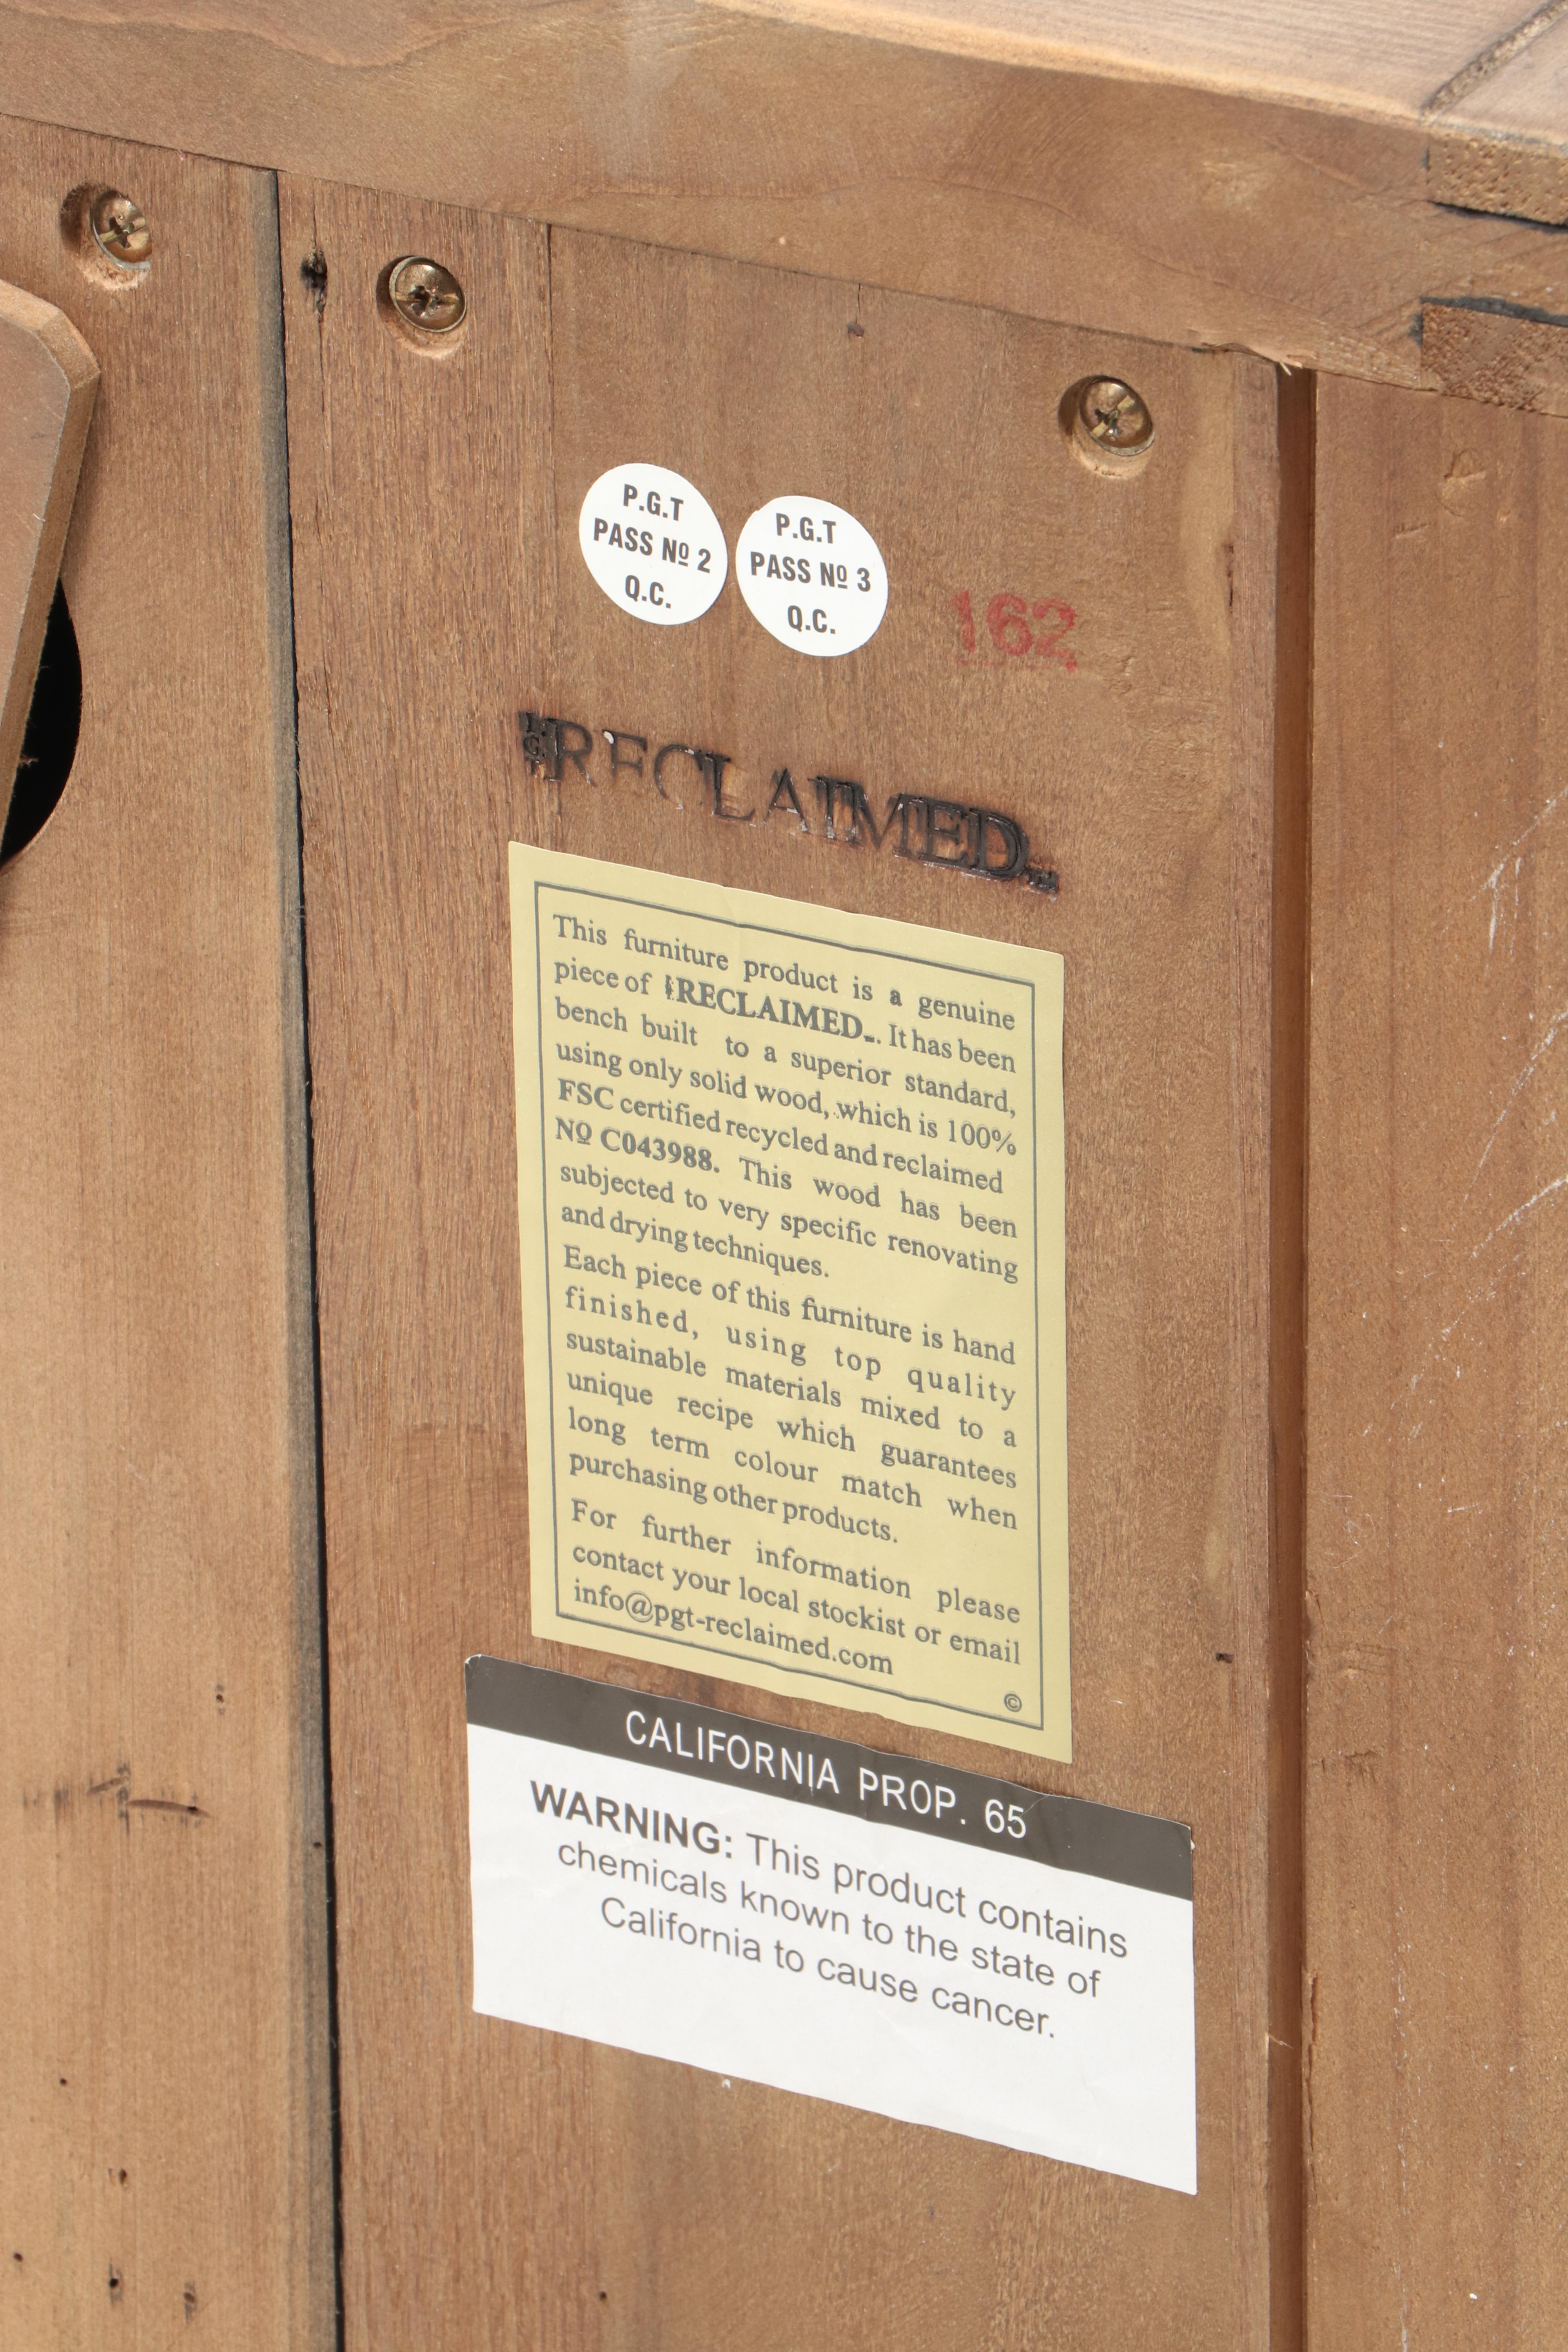 P.G.T
PASS Nº 2
Q.C.
P.G.T
PASS Nº 3
Q.C.
162
RECLAIMED
This furniture product is a genuine
piece of RECLAIMED. It has been
bench built to a superior standard,
using only solid wood, which is 100%
FSC certified recycled and reclaimed
Nº C043988. This wood has been
subjected to very specific renovating
and drying techniques.
Each piece of this furniture is hand
finished, using top quality
sustainable materials mixed to a
unique recipe which guarantees
long term colour match when
purchasing other products.
For further information please
contact your local stockist or email
info@pgt-reclaimed.com
©
CALIFORNIA PROP. 65
WARNING: This product contains
chemicals known to the state of
California to cause cancer.